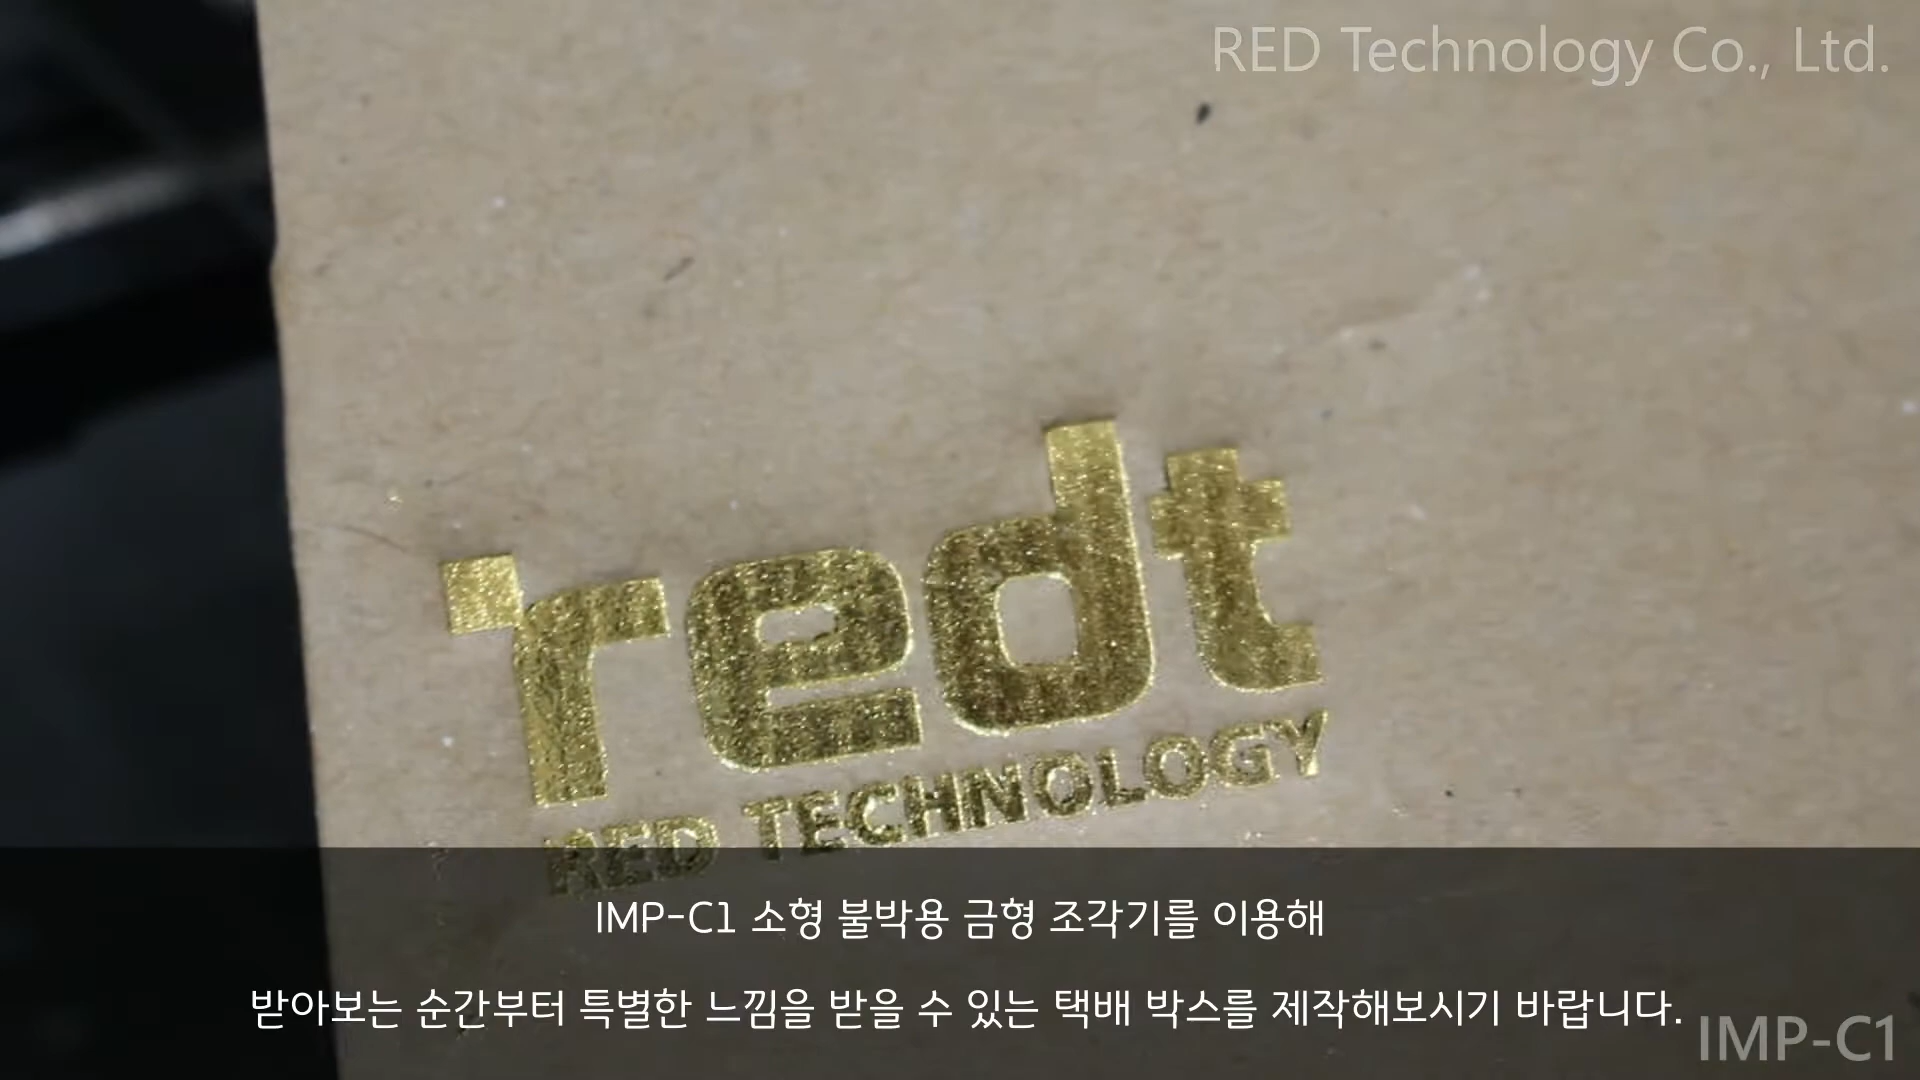 RED Technology Co., Ltd.
redt
RED TECHNOLOGY
IMP-C1 소형 불박용 금형 조각기를 이용해
받아보는 순간부터 특별한 느낌을 받을 수 있는 택배 박스를 제작해보시기 바랍니다.
IMP-C1